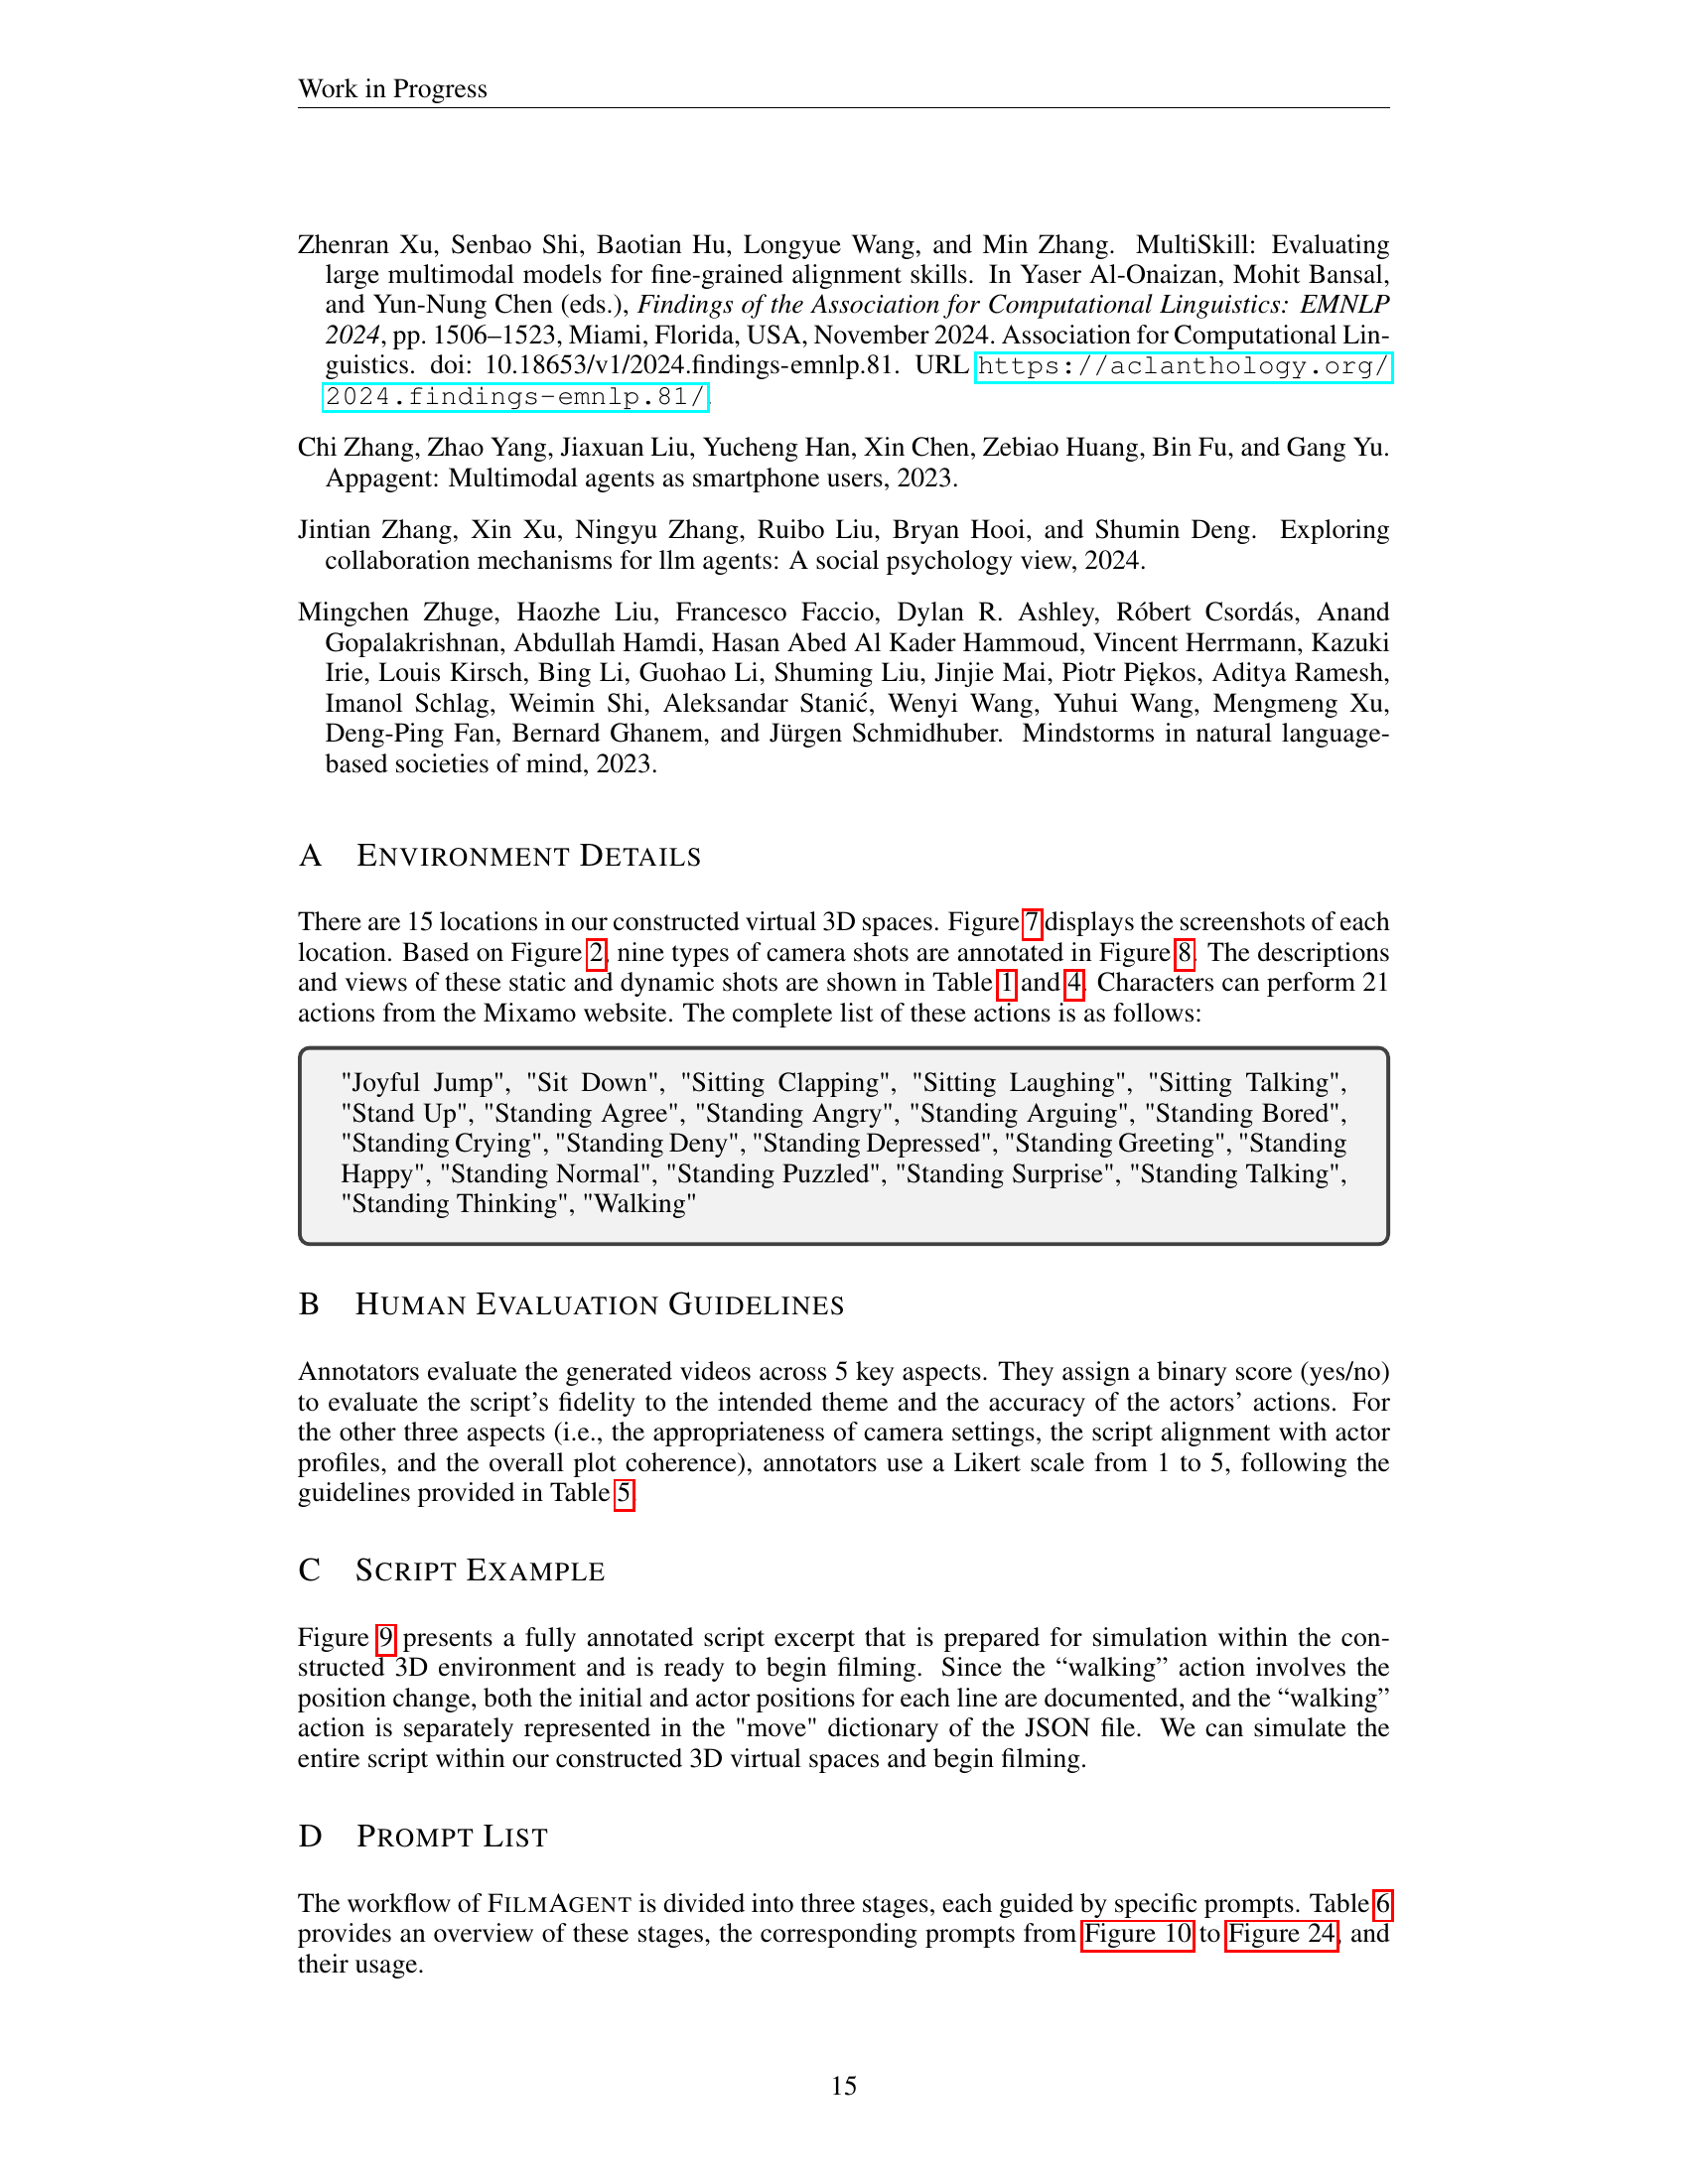 Work in Progress
Zhenran Xu, Senbao Shi, Baotian Hu, Longyue Wang, and Min Zhang. MultiSkill: Evaluating
large multimodal models for fine-grained alignment skills. In Yaser Al-Onaizan, Mohit Bansal,
and Yun-Nung Chen (eds.), Findings of the Association for Computational Linguistics: EMNLP
2024, pp. 1506–1523, Miami, Florida, USA, November 2024. Association for Computational Lin-
guistics. doi: 10.18653/v1/2024.findings-emnlp.81. URL https://aclanthology.org/
2024.findings-emnlp.81/.
Chi Zhang, Zhao Yang, Jiaxuan Liu, Yucheng Han, Xin Chen, Zebiao Huang, Bin Fu, and Gang Yu.
Appagent: Multimodal agents as smartphone users, 2023.
Jintian Zhang, Xin Xu, Ningyu Zhang, Ruibo Liu, Bryan Hooi, and Shumin Deng. Exploring
collaboration mechanisms for llm agents: A social psychology view, 2024.
Mingchen Zhuge, Haozhe Liu, Francesco Faccio, Dylan R. Ashley, Róbert Csordás, Anand
Gopalakrishnan, Abdullah Hamdi, Hasan Abed Al Kader Hammoud, Vincent Herrmann, Kazuki
Irie, Louis Kirsch, Bing Li, Guohao Li, Shuming Liu, Jinjie Mai, Piotr Piękos, Aditya Ramesh,
Imanol Schlag, Weimin Shi, Aleksandar Stanić, Wenyi Wang, Yuhui Wang, Mengmeng Xu,
Deng-Ping Fan, Bernard Ghanem, and Jürgen Schmidhuber. Mindstorms in natural language-
based societies of mind, 2023.
A ENVIRONMENT DETAILS
There are 15 locations in our constructed virtual 3D spaces. Figure 7 displays the screenshots of each
location. Based on Figure 2, nine types of camera shots are annotated in Figure 8. The descriptions
and views of these static and dynamic shots are shown in Table 1 and 4. Characters can perform 21
actions from the Mixamo website. The complete list of these actions is as follows:
"Joyful Jump", "Sit Down", "Sitting Clapping", "Sitting Laughing", "Sitting Talking",
"Stand Up", "Standing Agree", "Standing Angry", "Standing Arguing", "Standing Bored",
"Standing Crying", "Standing Deny", "Standing Depressed", "Standing Greeting", "Standing
Happy", "Standing Normal", "Standing Puzzled", "Standing Surprise", "Standing Talking",
"Standing Thinking", "Walking"
B HUMAN EVALUATION GUIDELINES
Annotators evaluate the generated videos across 5 key aspects. They assign a binary score (yes/no)
to evaluate the script's fidelity to the intended theme and the accuracy of the actors' actions. For
the other three aspects (i.e., the appropriateness of camera settings, the script alignment with actor
profiles, and the overall plot coherence), annotators use a Likert scale from 1 to 5, following the
guidelines provided in Table 5.
C SCRIPT EXAMPLE
Figure 9 presents a fully annotated script excerpt that is prepared for simulation within the con-
structed 3D environment and is ready to begin filming. Since the “walking” action involves the
position change, both the initial and actor positions for each line are documented, and the “walking”
action is separately represented in the "move" dictionary of the JSON file. We can simulate the
entire script within our constructed 3D virtual spaces and begin filming.
D PROMPT LIST
The workflow of FILMAGENT is divided into three stages, each guided by specific prompts. Table 6
provides an overview of these stages, the corresponding prompts from Figure 10 to Figure 24, and
their usage.
15